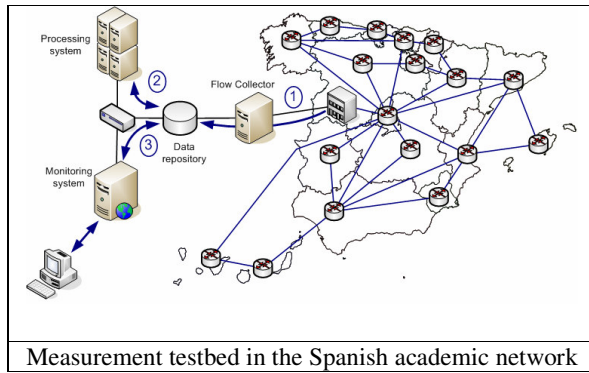 Processing
system
2
Flow Collector
1
Data
repository
3
Monitoring
system
Measurement testbed in the Spanish academic network